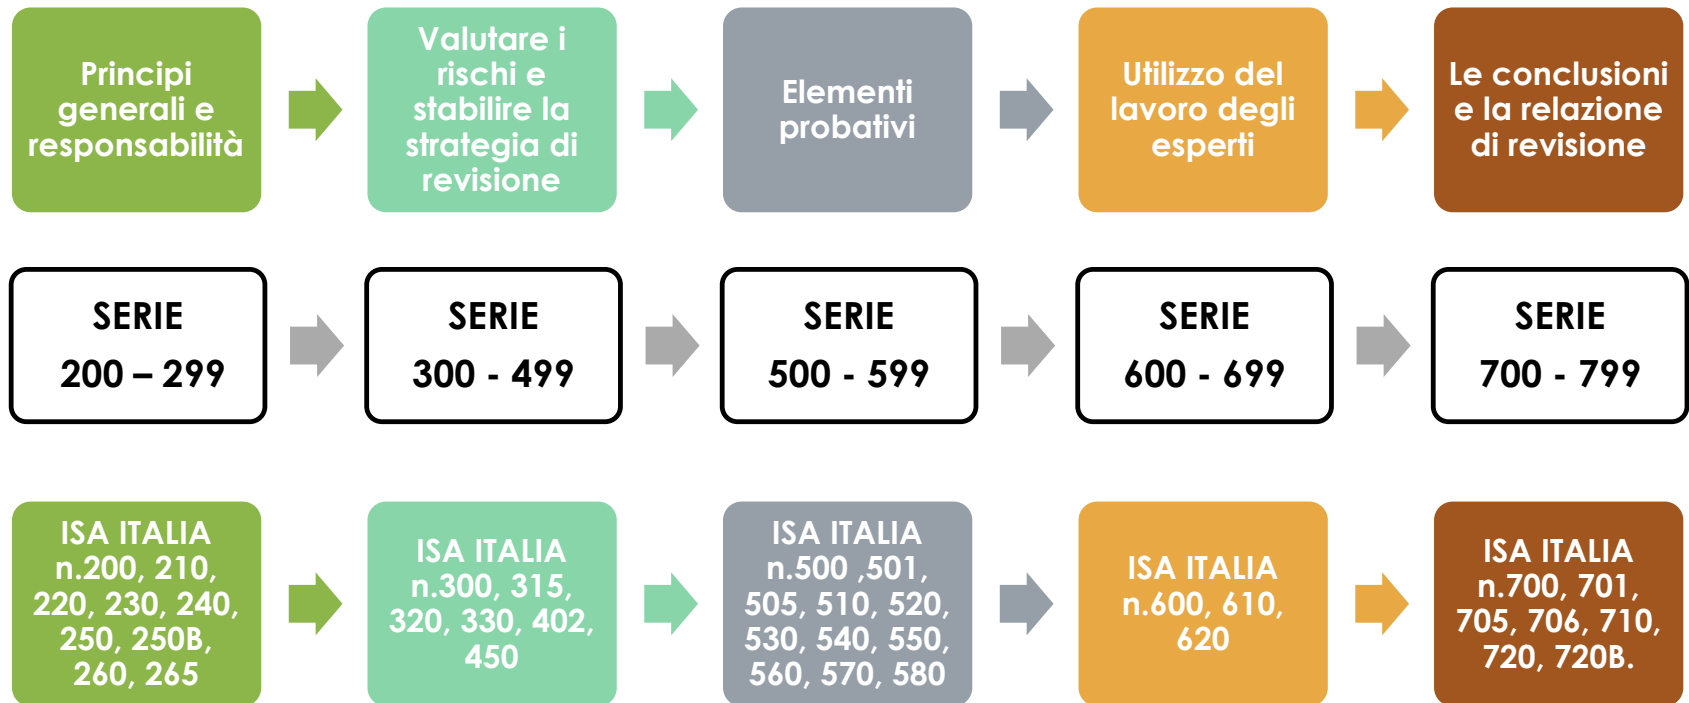 Principi
generali e
responsabilità
Valutare i
rischi e
stabilire la
strategia di
revisione
Elementi
probativi
Utilizzo del
lavoro degli
esperti
Le conclusioni
e la relazione
di revisione
SERIE
200 – 299
SERIE
300 - 499
SERIE
500 - 599
SERIE
600 - 699
SERIE
700 - 799
ISA ITALIA
n.200, 210,
220, 230, 240,
250, 250B,
260, 265
ISA ITALIA
n.300, 315,
320, 330, 402,
450
ISA ITALIA
n.500 ,501,
505, 510, 520,
530, 540, 550,
560, 570, 580
ISA ITALIA
n.600, 610,
620
ISA ITALIA
n.700, 701,
705, 706, 710,
720, 720B.